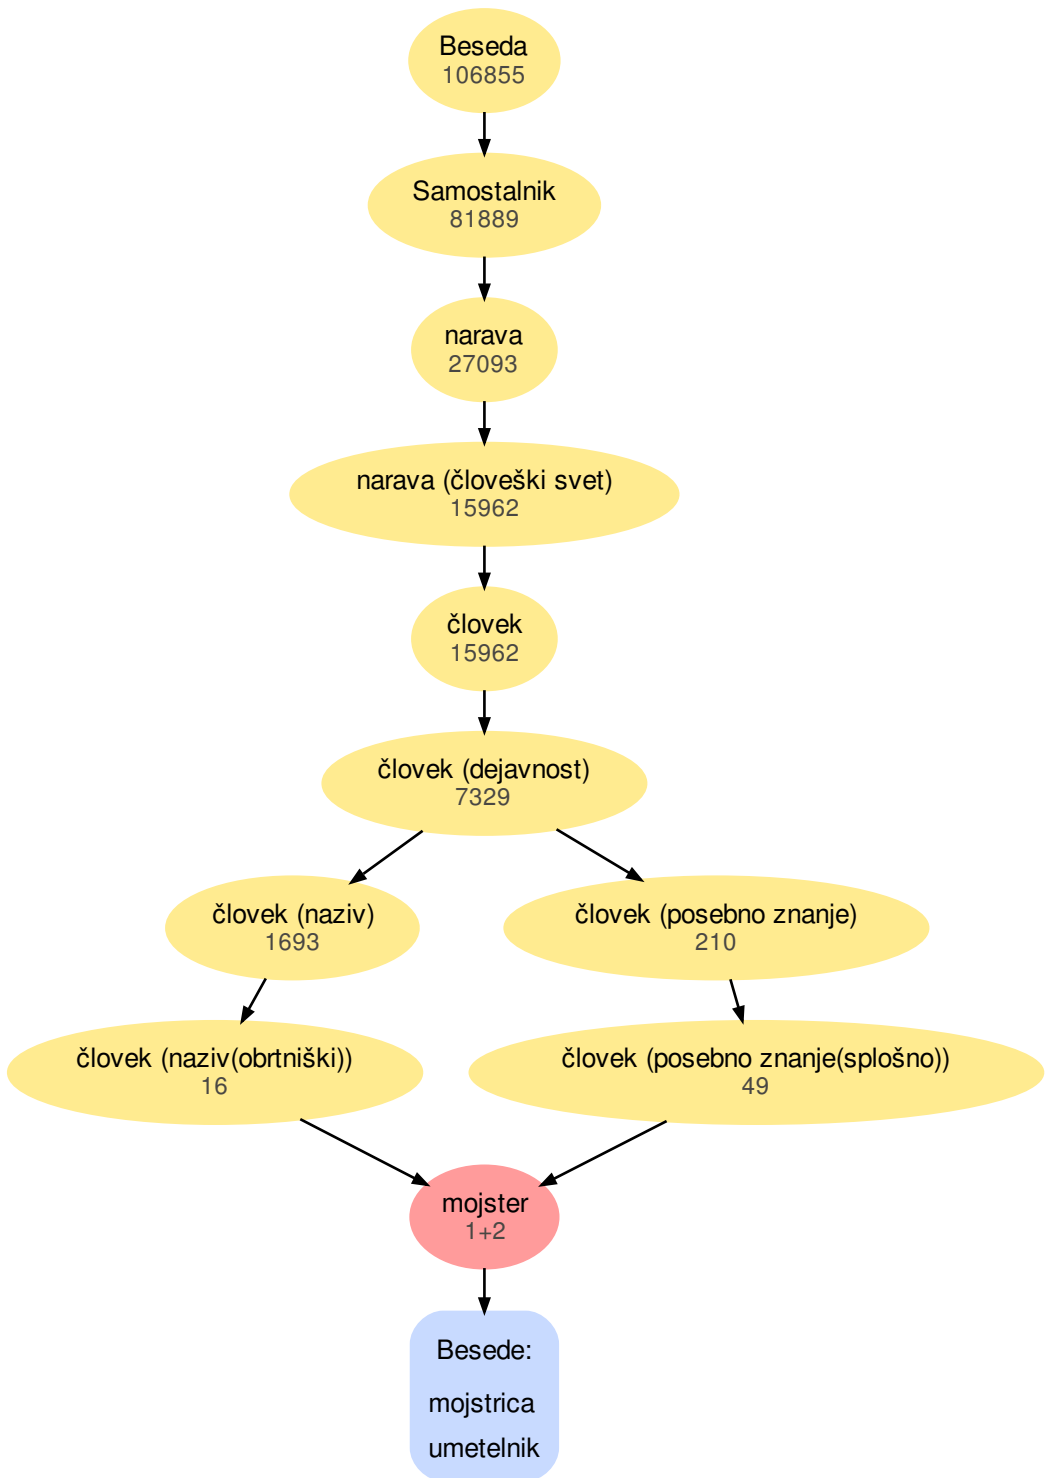 Beseda
106855
Samostalnik
81889
narava
27093
narava (človeški svet)
15962
človek
15962
človek (dejavnost)
7329
človek (naziv)
1693
človek (posebno znanje)
210
človek (naziv(obrtniški))
16
človek (posebno znanje(splošno))
49
mojster
1+2
Besede:
mojstrica
umetelnik